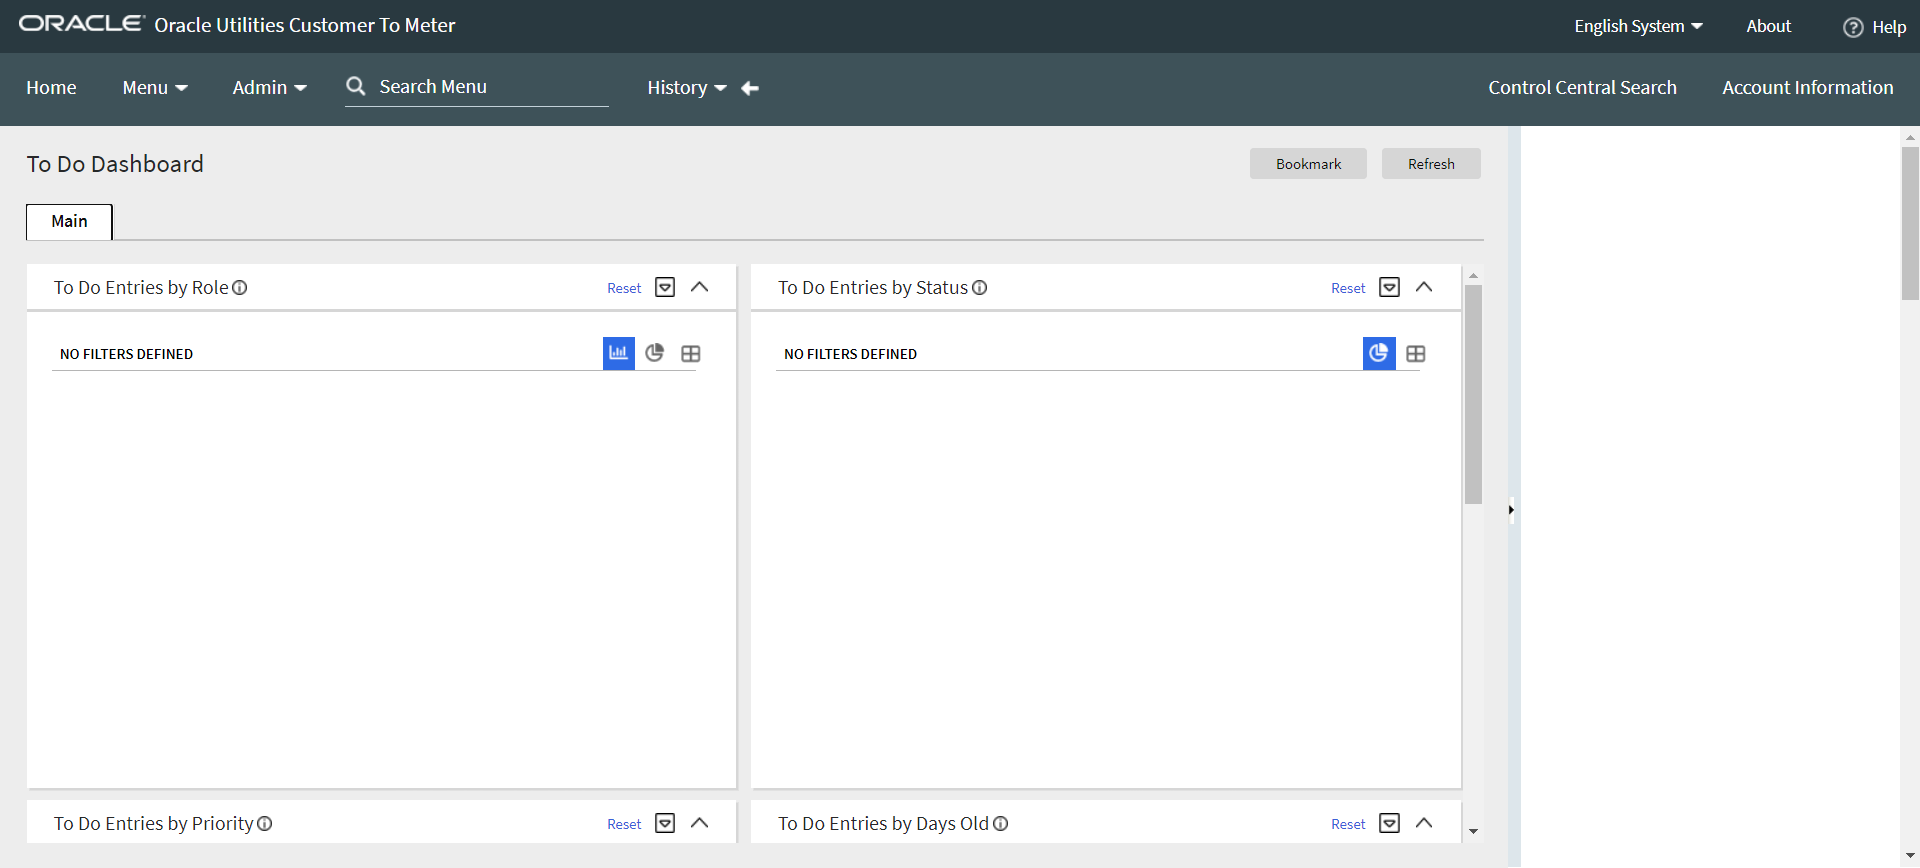 ORACLE Oracle Utilities Customer To Meter
English System About Help
Home Menu Admin Search Menu History Control Central Search Account Information
To Do Dashboard
Bookmark Refresh
Main
To Do Entries by Role Reset
NO FILTERS DEFINED
To Do Entries by Status Reset
NO FILTERS DEFINED
To Do Entries by Priority Reset
To Do Entries by Days Old Reset